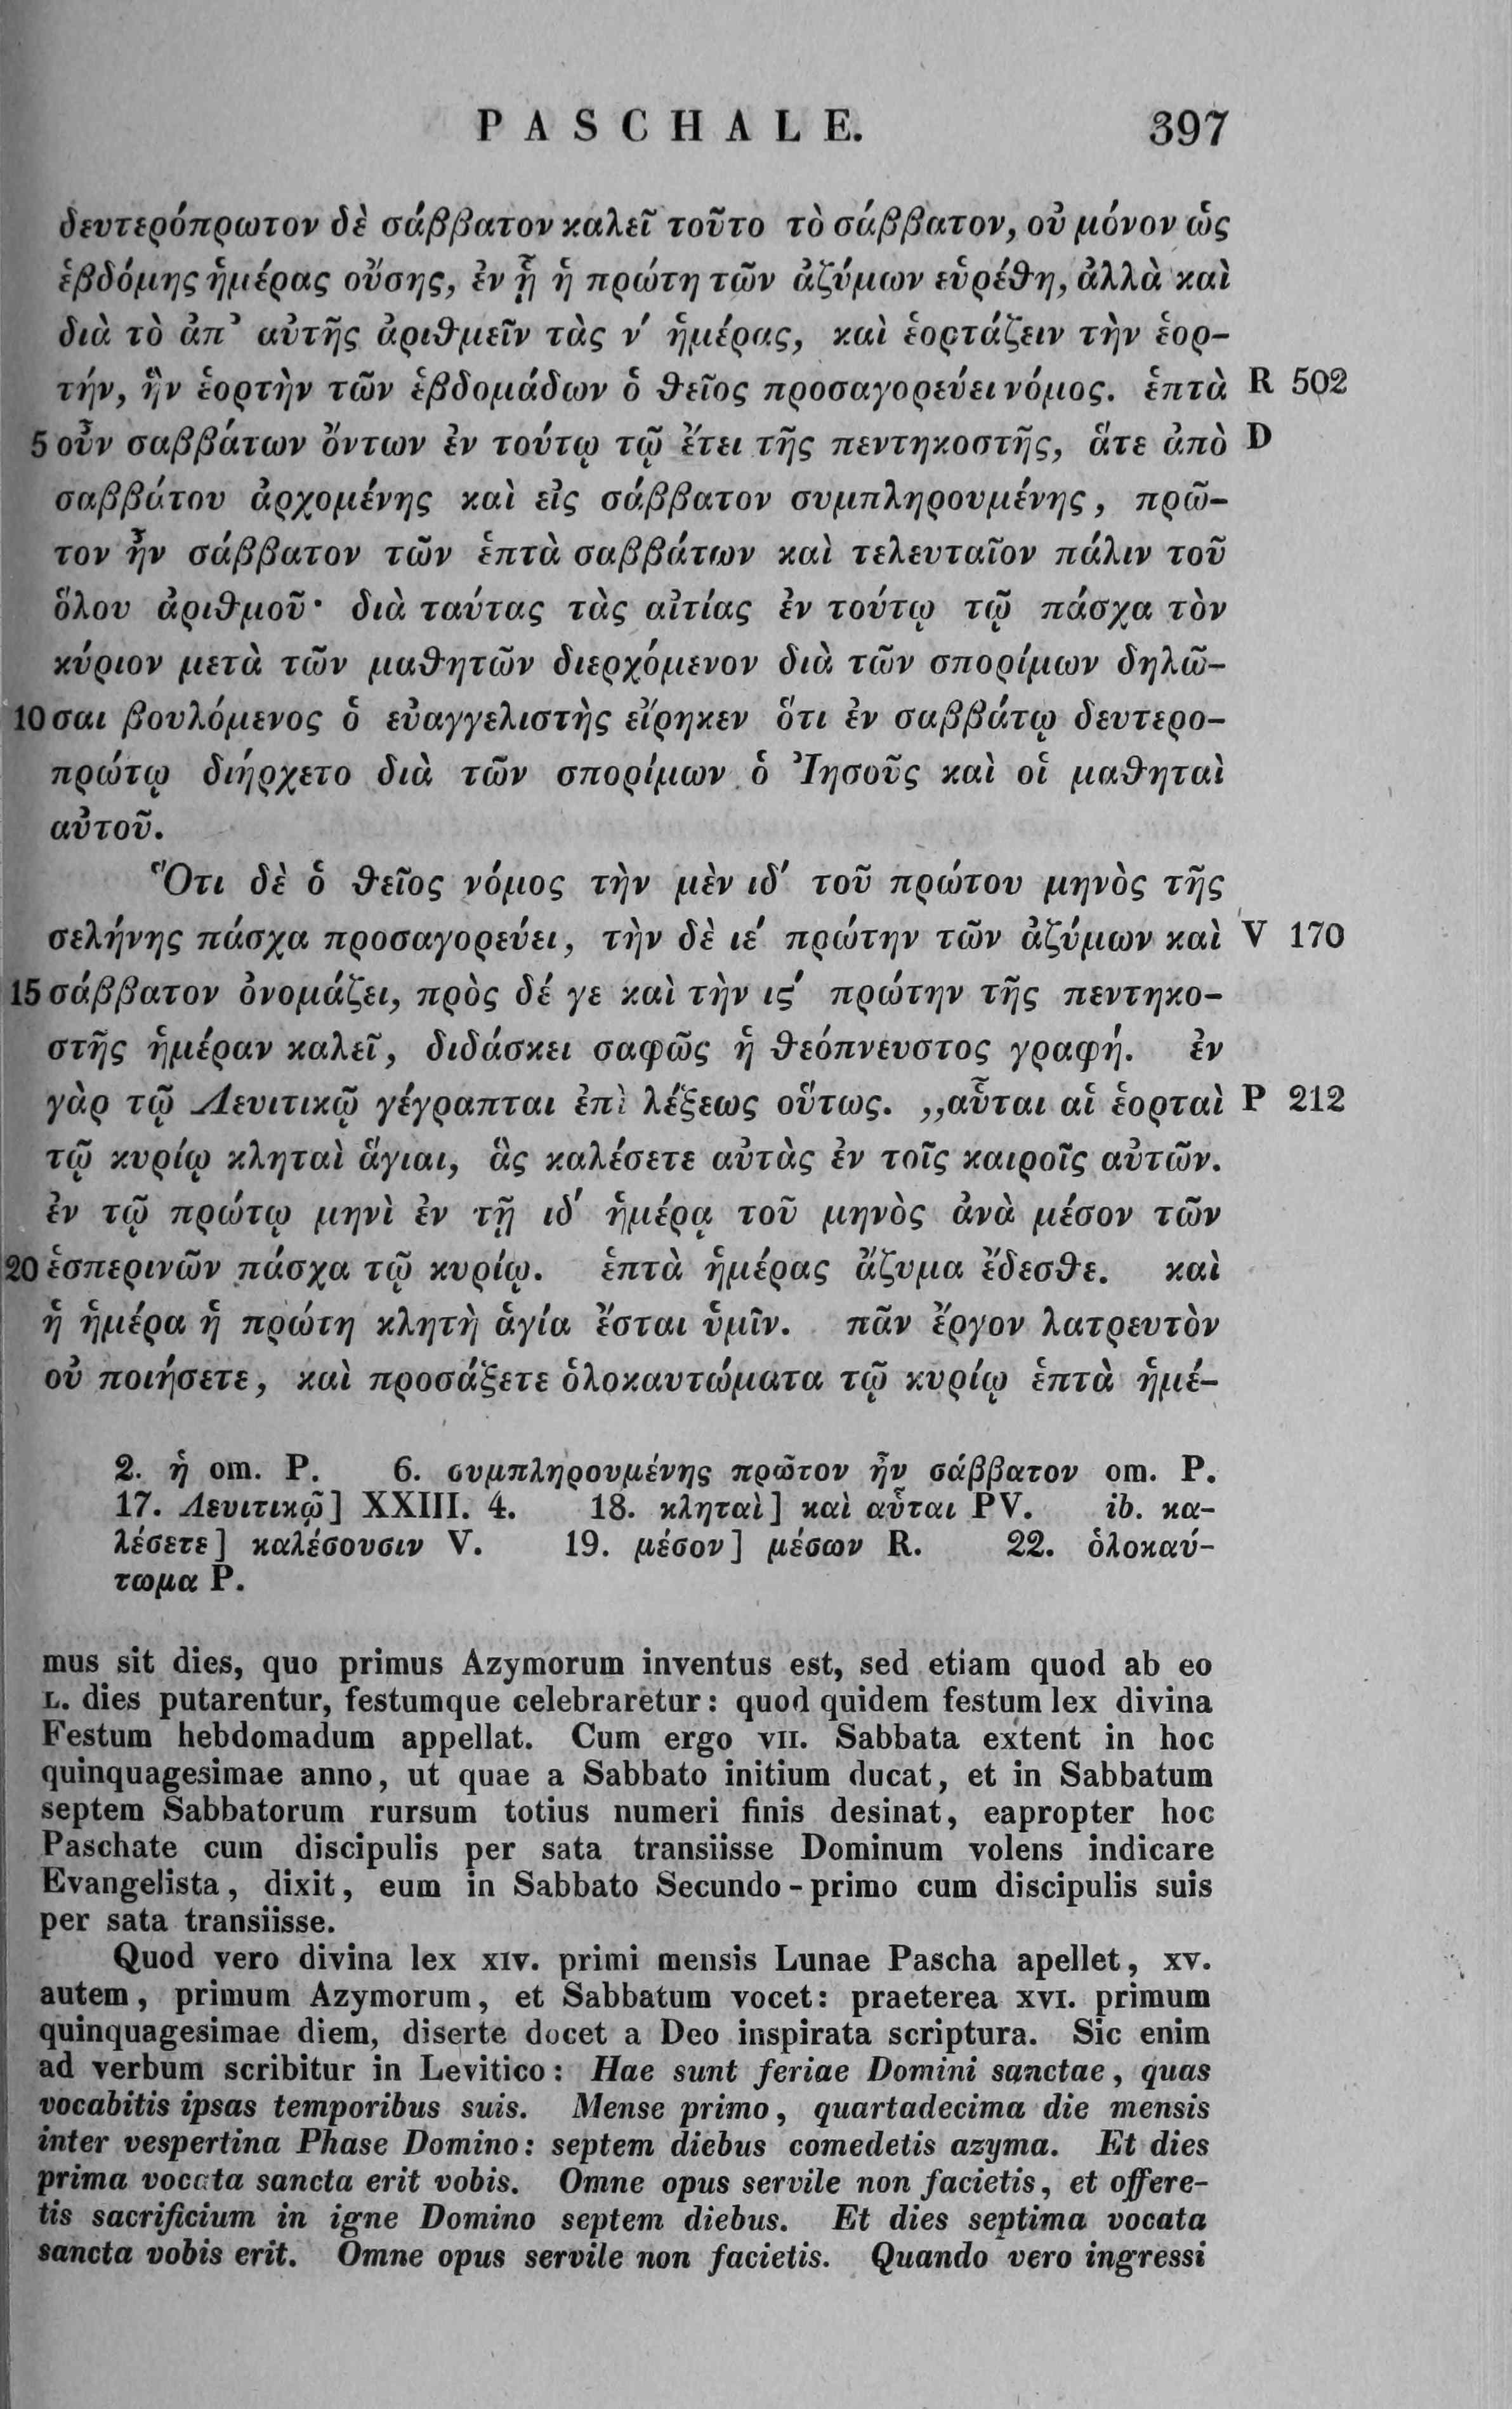 PASCHALE. 397
δευτερόπρωτον δὲ σάββατον καλεῖ τοῦτο τὸ σάββατον, οὐ μόνον ὡς
ἑβδόμης ἡμέρας οὔσης, ἐν ᾗ ἡ πρώτη τῶν ἀζύμων εὑρέθη, ἀλλὰ καὶ
διὰ τὸ ἀπ’ αὐτῆς ἀριθμεῖν τὰς ν′ ἡμέρας, καὶ ἑορτάζειν τὴν ἑορ-
τήν, ἣν ἑορτὴν τῶν ἑβδομάδων ὁ θεῖος προσαγορεύει νόμος. ἑπτὰ R 502
5 οὖν σαββάτων ὄντων ἐν τούτῳ τῷ ἔτει τῆς πεντηκοστῆς, ἅτε ἀπὸ D
σαββάτου ἀρχομένης καὶ εἰς σάββατον συμπληρουμένης, πρῶ-
τον ἦν σάββατον τῶν ἑπτὰ σαββάτων καὶ τελευταῖον πάλιν τοῦ
ὅλου ἀριθμοῦ· διὰ ταύτας τὰς αἰτίας ἐν τούτῳ τῷ πάσχα τὸν
κύριον μετὰ τῶν μαθητῶν διερχόμενον διὰ τῶν σπορίμων δηλῶ-
10 σαι βουλόμενος ὁ εὐαγγελιστὴς εἴρηκεν ὅτι ἐν σαββάτῳ δευτερο-
πρώτῳ διήρχετο διὰ τῶν σπορίμων ὁ Ἰησοῦς καὶ οἱ μαθηταὶ
αὐτοῦ.
Ὅτι δὲ ὁ θεῖος νόμος τὴν μὲν ιδ′ τοῦ πρώτου μηνὸς τῆς
σελήνης πάσχα προσαγορεύει, τὴν δὲ ιε′ πρώτην τῶν ἀζύμων καὶ V 170
15 σάββατον ὀνομάζει, πρὸς δέ γε καὶ τὴν ις′ πρώτην τῆς πεντηκο-
στῆς ἡμέραν καλεῖ, διδάσκει σαφῶς ἡ θεόπνευστος γραφή. ἐν
γὰρ τῷ Λευιτικῷ γέγραπται ἐπὶ λέξεως οὕτως. „αὗται αἱ ἑορταὶ P 212
τῷ κυρίῳ κληταὶ ἅγιαι, ἃς καλέσετε αὐτὰς ἐν τοῖς καιροῖς αὐτῶν.
ἐν τῷ πρώτῳ μηνὶ ἐν τῇ ιδ′ ἡμέρᾳ τοῦ μηνὸς ἀνὰ μέσον τῶν
20 ἑσπερινῶν πάσχα τῷ κυρίῳ. ἑπτὰ ἡμέρας ἄζυμα ἔδεσθε. καὶ
ἡ ἡμέρα ἡ πρώτη κλητὴ ἁγία ἔσται ὑμῖν. πᾶν ἔργον λατρευτὸν
οὐ ποιήσετε, καὶ προσάξετε ὁλοκαυτώματα τῷ κυρίῳ ἑπτὰ ἡμέ-
2. ἡ om. P. 6. συμπληρουμένης πρῶτον ἦν σάββατον om. P.
17. Λευιτικῷ] XXIII. 4. 18. κληταὶ] καὶ αὗται PV. ib. κα-
λέσετε] καλέσουσιν V. 19. μέσον] μέσων R. 22. ὁλοκαύ-
τωμα P.
mus sit dies, quo primus Azymorum inventus est, sed etiam quod ab eo
L. dies putarentur, festumque celebraretur: quod quidem festum lex divina
Festum hebdomadum appellat. Cum ergo VII. Sabbata extent in hoc
quinquagesimae anno, ut quae a Sabbato initium ducat, et in Sabbatum
septem Sabbatorum rursum totius numeri finis desinat, eapropter hoc
Paschate cum discipulis per sata transiisse Dominum volens indicare
Evangelista, dixit, eum in Sabbato Secundo-primo cum discipulis suis
per sata transiisse.
Quod vero divina lex XIV. primi mensis Lunae Pascha apellet, XV.
autem, primum Azymorum, et Sabbatum vocet: praeterea XVI. primum
quinquagesimae diem, diserte docet a Deo inspirata scriptura. Sic enim
ad verbum scribitur in Levitico: Hae sunt feriae Domini sanctae, quas
vocabitis ipsas temporibus suis. Mense primo, quartadecima die mensis
inter vespertina Phase Domino: septem diebus comedetis azyma. Et dies
prima vocata sancta erit vobis. Omne opus servile non facietis, et offere-
tis sacrificium in igne Domino septem diebus. Et dies septima vocata
sancta vobis erit. Omne opus servile non facietis. Quando vero ingressi